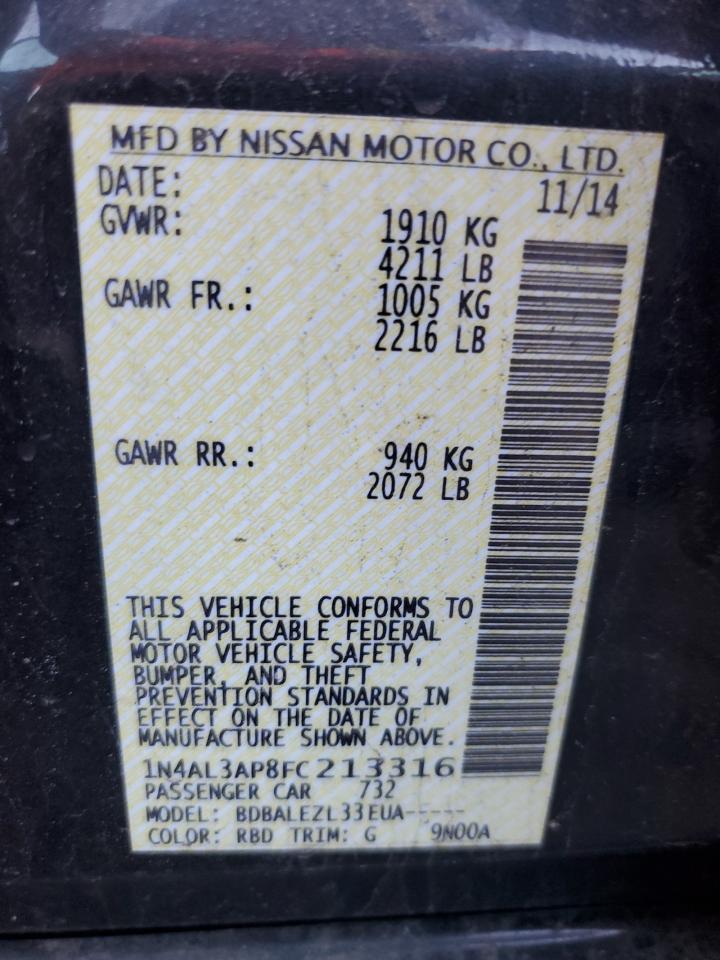 MFD BY NISSAN MOTOR CO., LTD.
DATE: 11/14
GVWR: 1910 KG
4211 LB
GAWR FR.: 1005 KG
2216 LB
GAWR RR.: 940 KG
2072 LB
THIS VEHICLE CONFORMS TO
ALL APPLICABLE FEDERAL
MOTOR VEHICLE SAFETY,
BUMPER, AND THEFT
PREVENTION STANDARDS IN
EFFECT ON THE DATE OF
MANUFACTURE SHOWN ABOVE.
1N4AL3AP8FC213316
PASSENGER CAR 732
MODEL: BDBALEZL33EUA-----
COLOR: RBD TRIM: G 9N00A